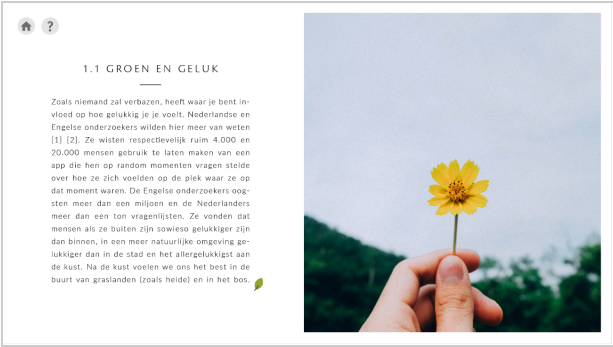 ?
1.1 GROEN EN GELUK
Zoals niemand zal verbazen, heeft waar je bent in-
vloed op hoe gelukkig je je voelt. Nederlandse en
Engelse onderzoekers wilden hier meer van weten
[1] [2]. Ze wisten respectievelijk ruim 4.000 en
20.000 mensen gebruik te laten maken van een
app die hen op random momenten vragen stelde
over hoe ze zich voelden op de plek waar ze op
dat moment waren. De Engelse onderzoekers oog-
sten meer dan een miljoen en de Nederlanders
meer dan een ton vragenlijsten. Ze vonden dat
mensen als ze buiten zijn sowieso gelukkiger zijn
dan binnen, in een meer natuurlijke omgeving ge-
lukkiger dan in de stad en het allergelukkigst aan
de kust. Na de kust voelen we ons het best in de
buurt van graslanden (zoals heide) en in het bos.